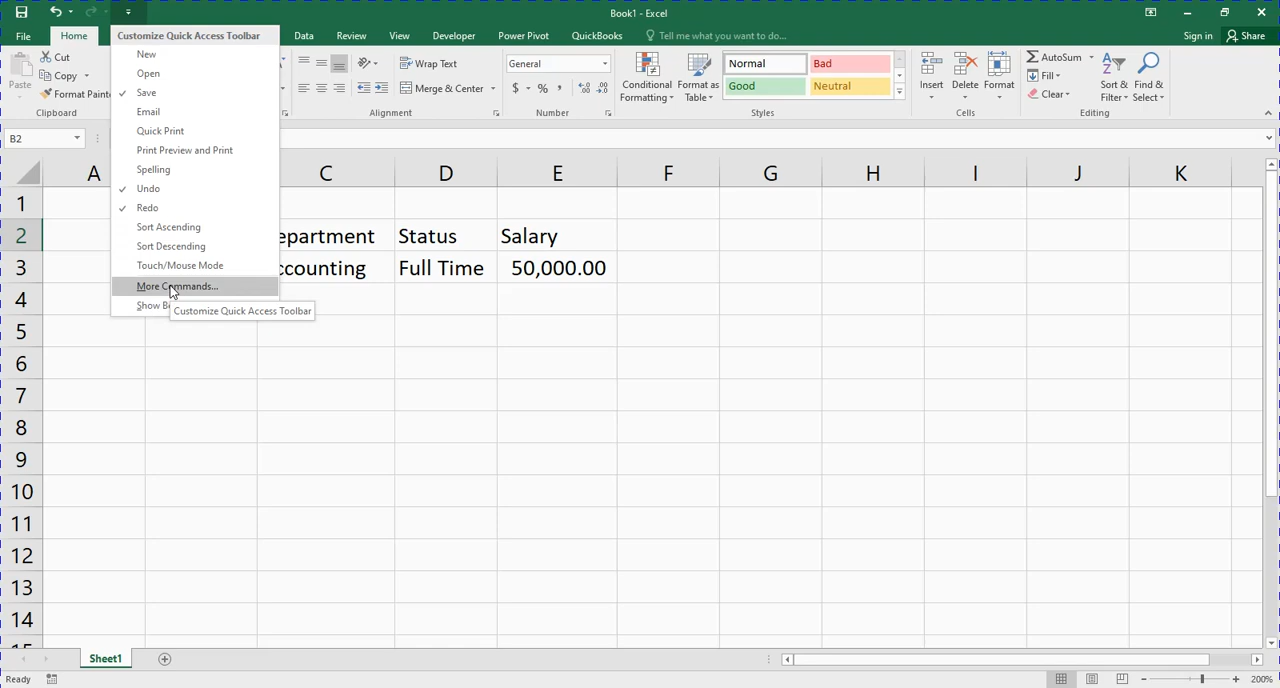 Book1 - Excel
File Home Data Review View Developer Power Pivot QuickBooks Tell me what you want to do... Sign in Share
Customize Quick Access Toolbar
New
Open
Save
Email
Quick Print
Print Preview and Print
Spelling
Undo
Redo
Sort Ascending
Sort Descending
Touch/Mouse Mode
More Commands...
Show
Customize Quick Access Toolbar
Paste
Cut
Copy
Format
Clipboard
Wrap Text
Merge & Center
Alignment
General
$ % ,
Number
Conditional Formatting
Format as Table
Normal Bad
Good Neutral
Styles
Insert Delete Format
Cells
AutoSum
Fill
Clear
Sort & Filter
Find & Select
Editing
B2
A C D E F G H I J K
1
2 epartment Status Salary
3 ccounting Full Time 50,000.00
4
5
6
7
8
9
10
11
12
13
14
Sheet1
Ready 200%